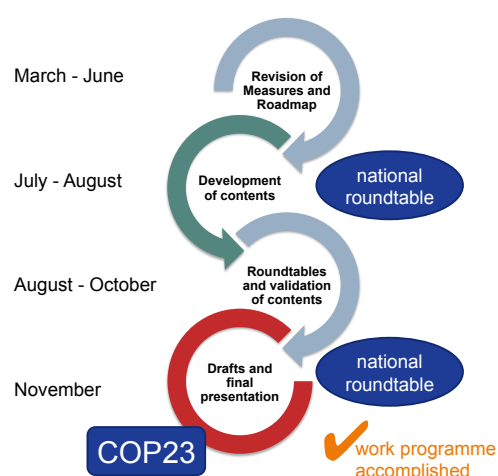 March - June
Revision of
Measures and
Roadmap
July - August
Development
of contents
national
roundtable
August - October
Roundtables
and validation
of contents
November
Drafts and
final
presentation
national
roundtable
COP23
work programme
accomplished